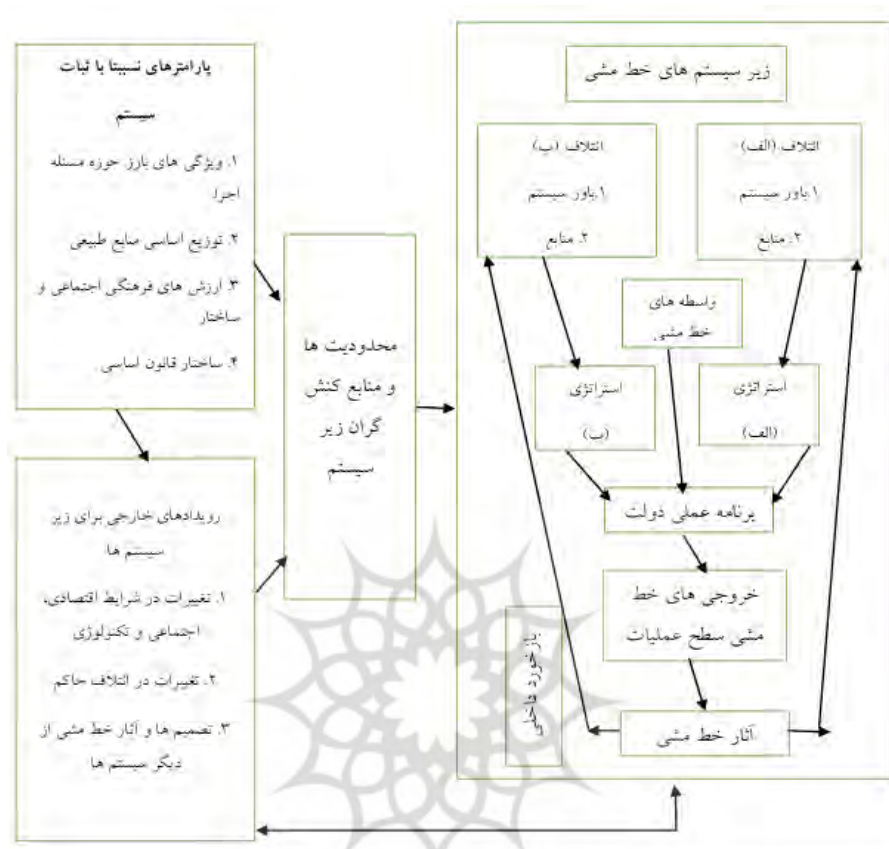 زیر سیستم های خط مشی
ائتلاف (الف)
۱.باور سیستم
۲. منابع
ائتلاف (ب)
۱.باور سیستم
۲. منابع
واسطه های
خط مشی
استراتژی
(الف)
استراتژی
(ب)
برنامه عملی دولت
خروجی های خط
مشی سطح عملیات
آثار خط مشی
بازخورد داخلی
محدودیت ها
و منابع کنش
گران زیر
سیستم
پارامترهای نسبتا با ثبات
سیستم
۱. ویژگی های بارز حوزه مسئله
اجرا
۲. توزیع اساسی منابع طبیعی
۳. ارزش های فرهنگی اجتماعی و
ساختار
۴. ساختار قانون اساسی
رویدادهای خارجی برای زیر
سیستم ها
۱. تغییرات در شرایط اقتصادی،
اجتماعی و تکنولوژی
۲. تغییرات در ائتلاف حاکم
۳. تصمیم ها و آثار خط مشی از
دیگر سیستم ها